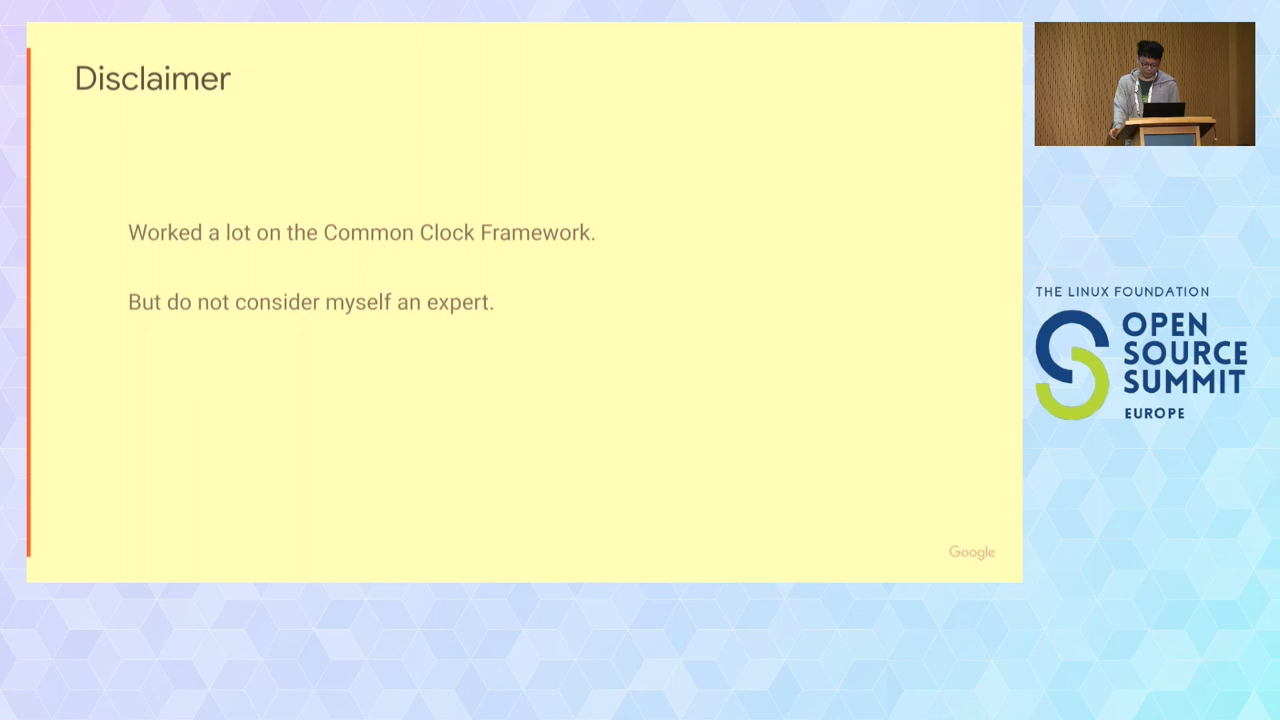 Disclaimer
Worked a lot on the Common Clock Framework.
But do not consider myself an expert.
Google
THE LINUX FOUNDATION
OPEN
SOURCE
SUMMIT
EUROPE